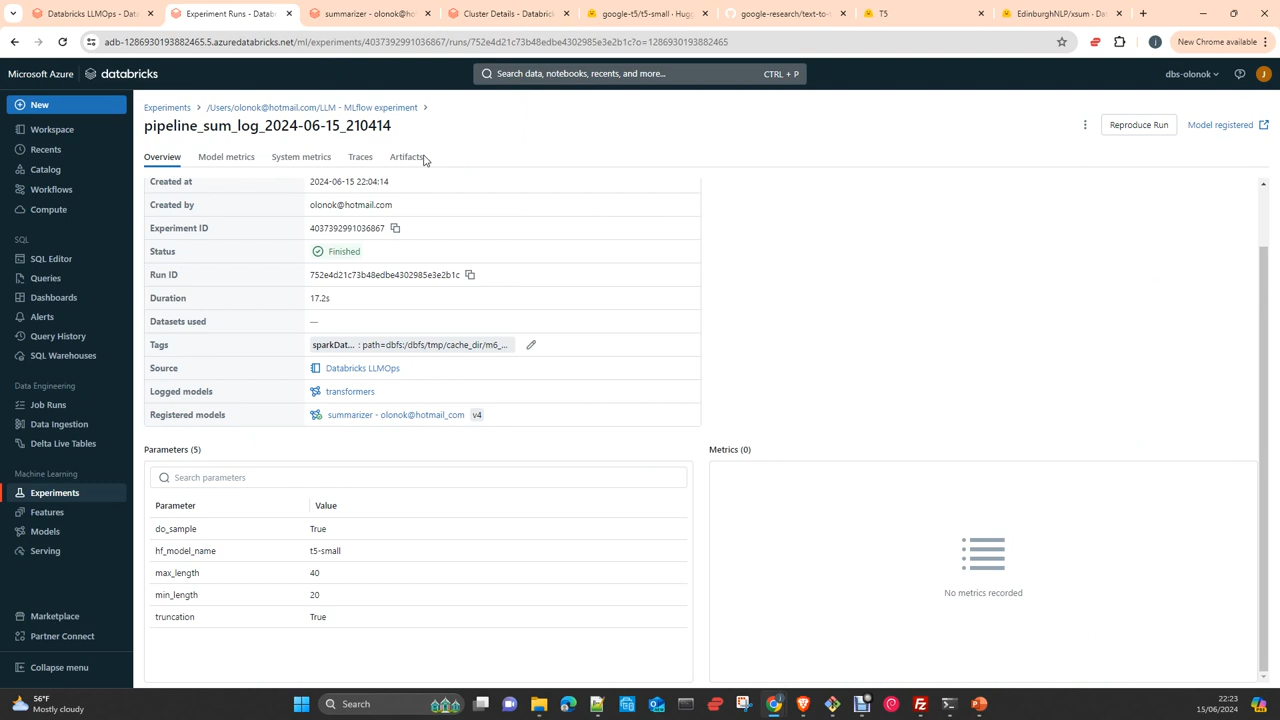 Databricks LLMOps - Databricks
Experiment Runs - Datab
summarizer - olonok@hotm
Cluster Details - Databricks
google-t5/t5-small · Hugg
google-research/text-to-t
T5
EdinburghNLP/xsum · Dat
adb-1286930193882465.5.azuredatabricks.net/ml/experiments/4037392991036867/runs/752e4d21c73b48edbe4302985e3e2b1c?o=1286930193882465
New Chrome available
Microsoft Azure
databricks
Search data, notebooks, recents, and more...
CTRL + P
dbs-olonok
J
New
Workspace
Recents
Catalog
Workflows
Compute
SQL
SQL Editor
Queries
Dashboards
Alerts
Query History
SQL Warehouses
Data Engineering
Job Runs
Data Ingestion
Delta Live Tables
Machine Learning
Experiments
Features
Models
Serving
Marketplace
Partner Connect
Collapse menu
Experiments > /Users/olonok@hotmail.com/LLM - MLflow experiment >
pipeline_sum_log_2024-06-15_210414
Reproduce Run
Model registered
Overview Model metrics System metrics Traces Artifacts
Created at 2024-06-15 22:04:14
Created by olonok@hotmail.com
Experiment ID 4037392991036867
Status Finished
Run ID 752e4d21c73b48edbe4302985e3e2b1c
Duration 17.2s
Datasets used —
Tags sparkDat... : path=dbfs:/dbfs/tmp/cache_dir/m6_...
Source Databricks LLMOps
Logged models transformers
Registered models summarizer - olonok@hotmail_com v4
Parameters (5)
Search parameters
Parameter Value
do_sample True
hf_model_name t5-small
max_length 40
min_length 20
truncation True
Metrics (0)
No metrics recorded
56°F
Mostly cloudy
Search
22:23
15/06/2024